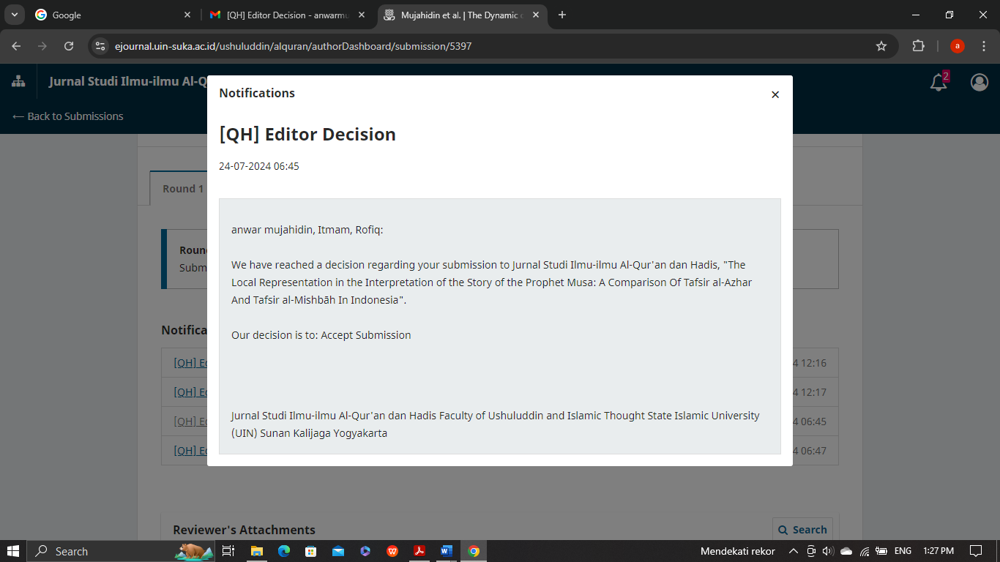 Google
[QH] Editor Decision - anwarmu
Mujahidin et al. | The Dynamic
ejournal.uin-suka.ac.id/ushuluddin/alquran/authorDashboard/submission/5397
a
Jurnal Studi Ilmu-ilmu Al-Q
2
← Back to Submissions
Notifications
[QH] Editor Decision
24-07-2024 06:45
Round 1
anwar mujahidin, Itmam, Rofiq:
We have reached a decision regarding your submission to Jurnal Studi Ilmu-ilmu Al-Qur'an dan Hadis, "The
Local Representation in the Interpretation of the Story of the Prophet Musa: A Comparison Of Tafsir al-Azhar
And Tafsir al-Mishbāh In Indonesia".
Our decision is to: Accept Submission
Jurnal Studi Ilmu-ilmu Al-Qur'an dan Hadis Faculty of Ushuluddin and Islamic Thought State Islamic University
(UIN) Sunan Kalijaga Yogyakarta
Roun
Subm
Notifica
[QH] Ed 4 12:16
[QH] Ed 4 12:17
[QH] Ed 4 06:45
[QH] Ed 4 06:47
Reviewer's Attachments
Search
Search
Mendekati rekor
ENG
1:27 PM